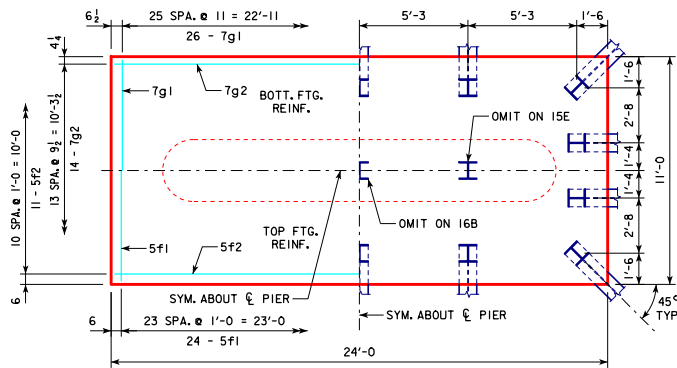 6½
25 SPA. @ 11 = 22'-11
26 - 7g1
5'-3
5'-3
1'-6
4¼
7g1
7g2
BOTT. FTG.
REINF.
13 SPA. @ 9½ = 10'-3½
14 - 7g2
10 SPA. @ 1'-0 = 10'-0
11 - 5f2
OMIT ON 15E
OMIT ON 16B
1'-6
2'-8
1'-4
1'-4
2'-8
1'-6
11'-0
TOP FTG.
REINF.
5f1
5f2
6
SYM. ABOUT ℄ PIER
SYM. ABOUT ℄ PIER
45°
TYP
6
23 SPA. @ 1'-0 = 23'-0
24 - 5f1
24'-0